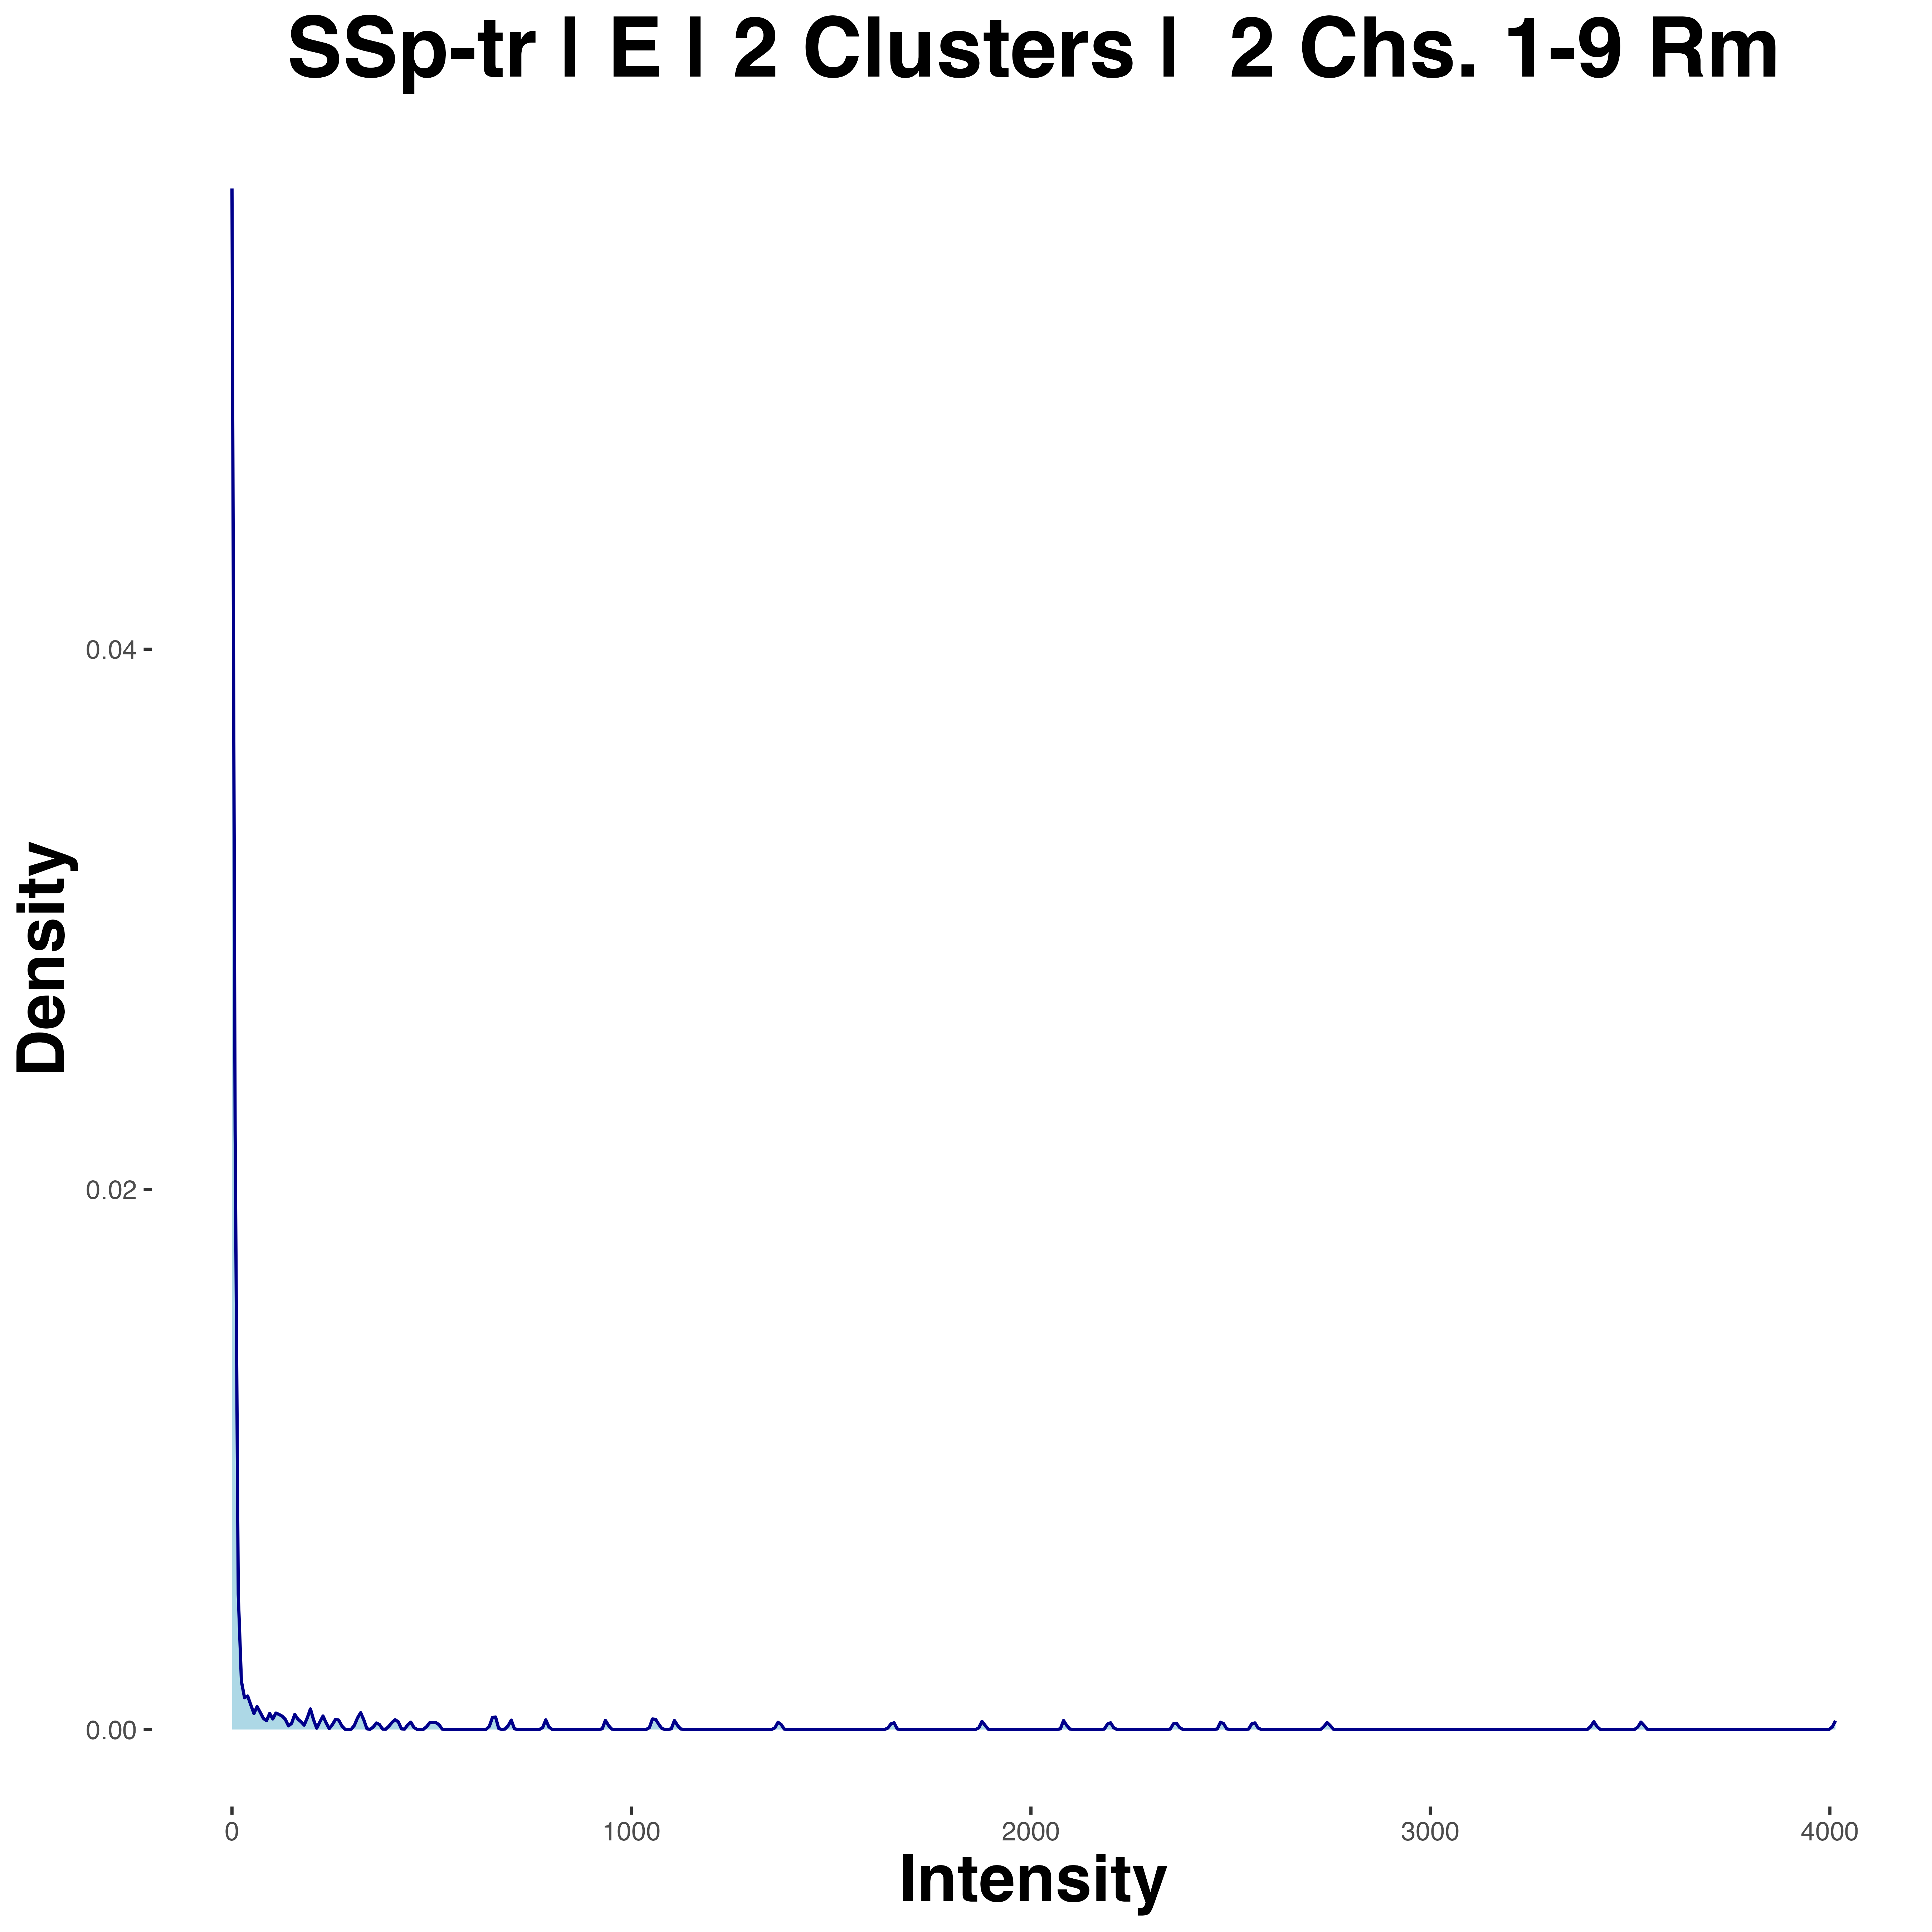 SSp-tr | E | 2 Clusters | 2 Chs. 1-9 Rm
Density
0.04
0.02
0.00
0
1000
2000
3000
4000
Intensity